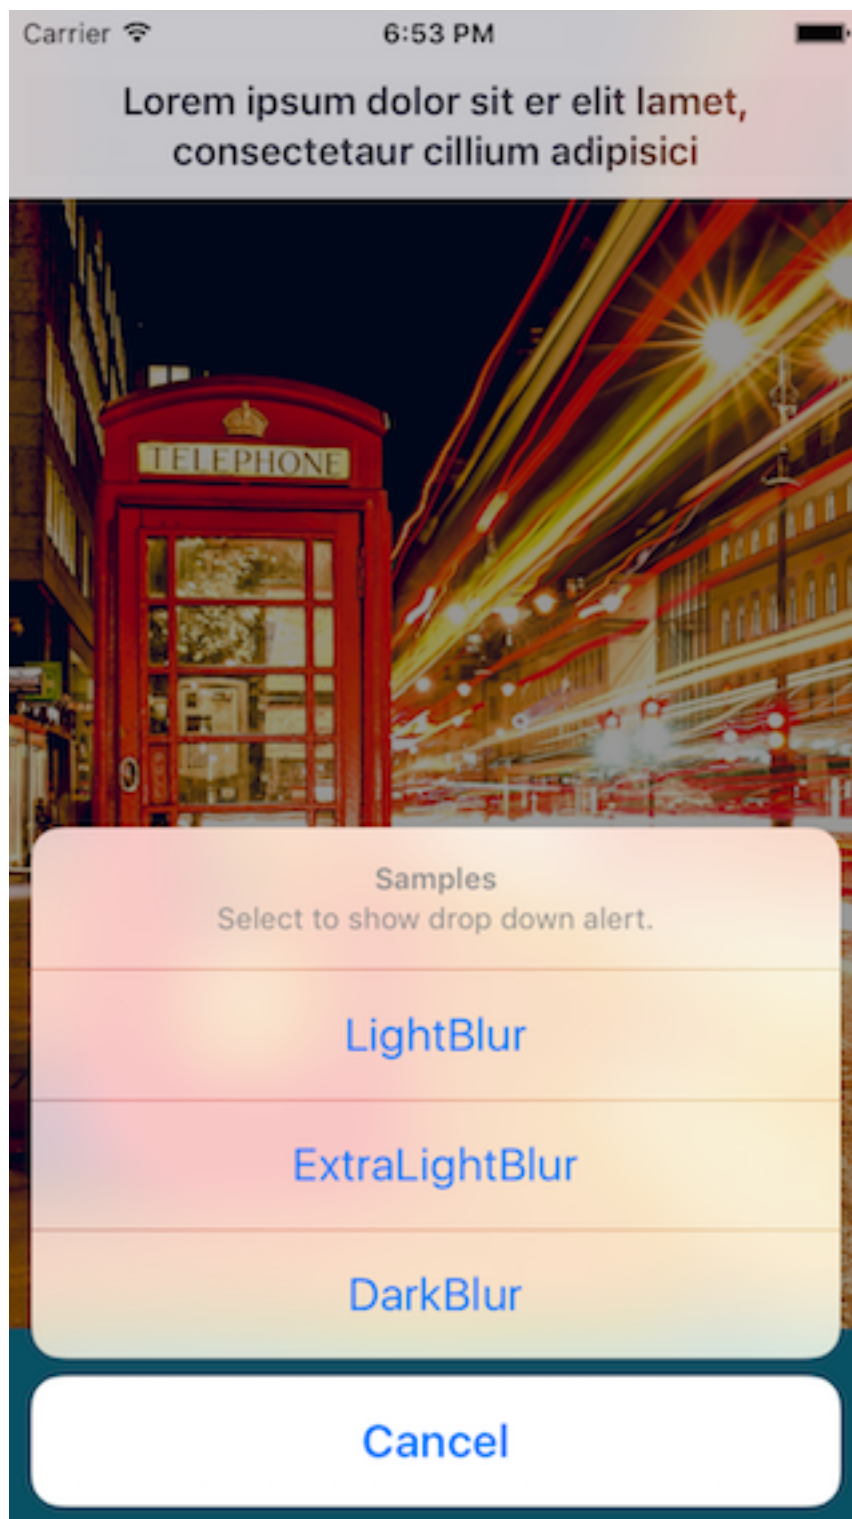 Carrier
6:53 PM
Lorem ipsum dolor sit er elit lamet,
consectetaur cillium adipisici
TELEPHONE
Samples
Select to show drop down alert.
LightBlur
ExtraLightBlur
DarkBlur
Cancel